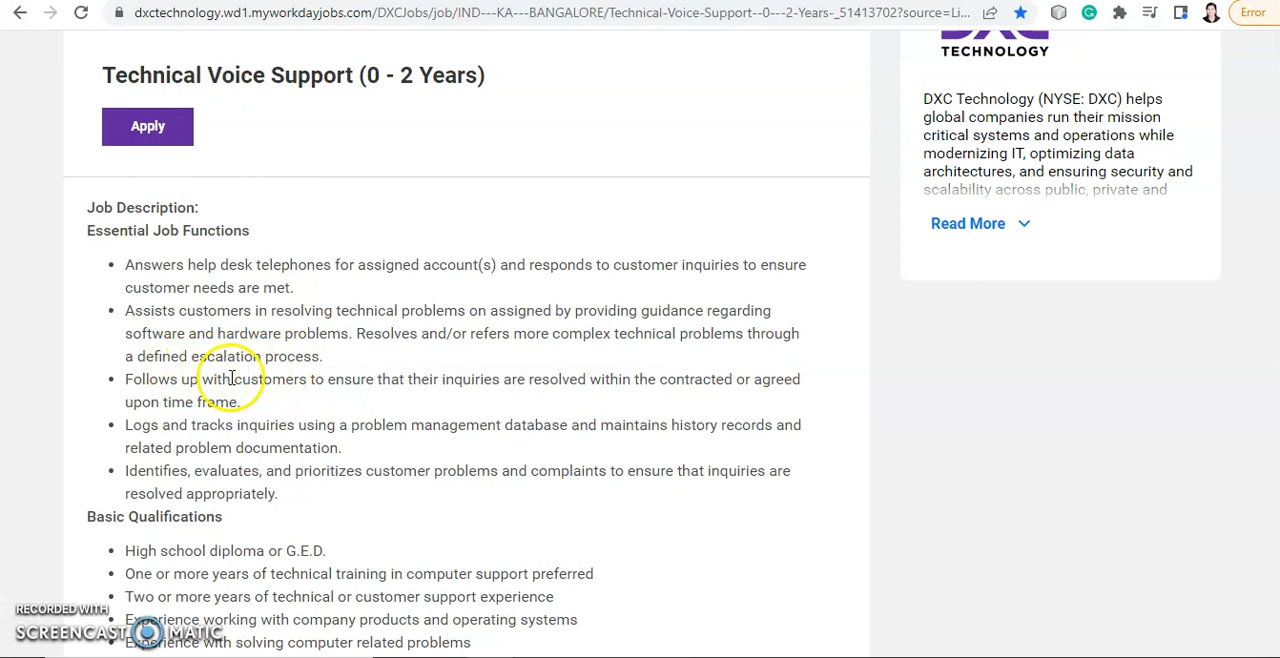 dxctechnology.wd1.myworkdayjobs.com/DXCJobs/job/IND---KA---BANGALORE/Technical-Voice-Support--0---2-Years-_51413702?source=Li...
Error
Technical Voice Support (0 - 2 Years)
Apply
DXC
TECHNOLOGY
DXC Technology (NYSE: DXC) helps
global companies run their mission
critical systems and operations while
modernizing IT, optimizing data
architectures, and ensuring security and
scalability across public, private and
Read More
Job Description:
Essential Job Functions
• Answers help desk telephones for assigned account(s) and responds to customer inquiries to ensure
customer needs are met.
• Assists customers in resolving technical problems on assigned by providing guidance regarding
software and hardware problems. Resolves and/or refers more complex technical problems through
a defined escalation process.
• Follows up with customers to ensure that their inquiries are resolved within the contracted or agreed
upon time frame.
• Logs and tracks inquiries using a problem management database and maintains history records and
related problem documentation.
• Identifies, evaluates, and prioritizes customer problems and complaints to ensure that inquiries are
resolved appropriately.
Basic Qualifications
• High school diploma or G.E.D.
• One or more years of technical training in computer support preferred
• Two or more years of technical or customer support experience
• Experience working with company products and operating systems
• Experience with solving computer related problems
RECORDED WITH
SCREENCAST MATIC